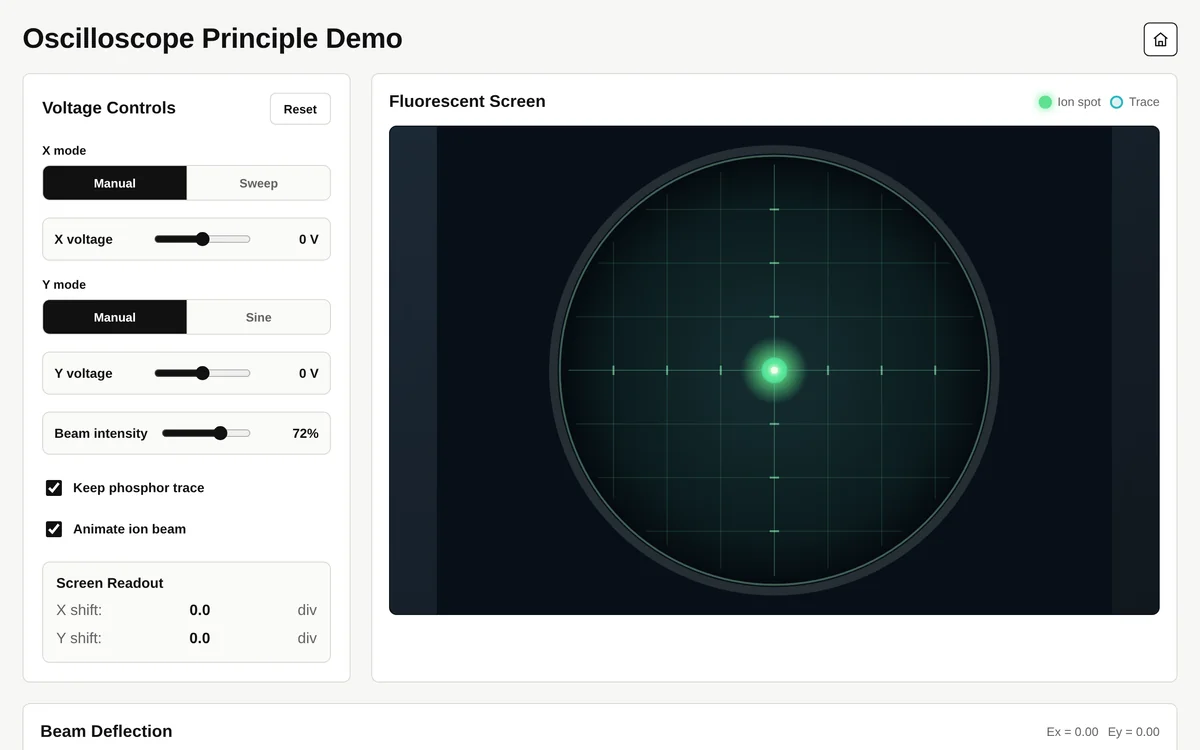 Oscilloscope Principle Demo
Voltage Controls
Reset
X mode
Manual
Sweep
X voltage
0 V
Y mode
Manual
Sine
Y voltage
0 V
Beam intensity
72%
Keep phosphor trace
Animate ion beam
Screen Readout
X shift: 0.0 div
Y shift: 0.0 div
Fluorescent Screen
Ion spot
Trace
Beam Deflection
Ex = 0.00 Ey = 0.00